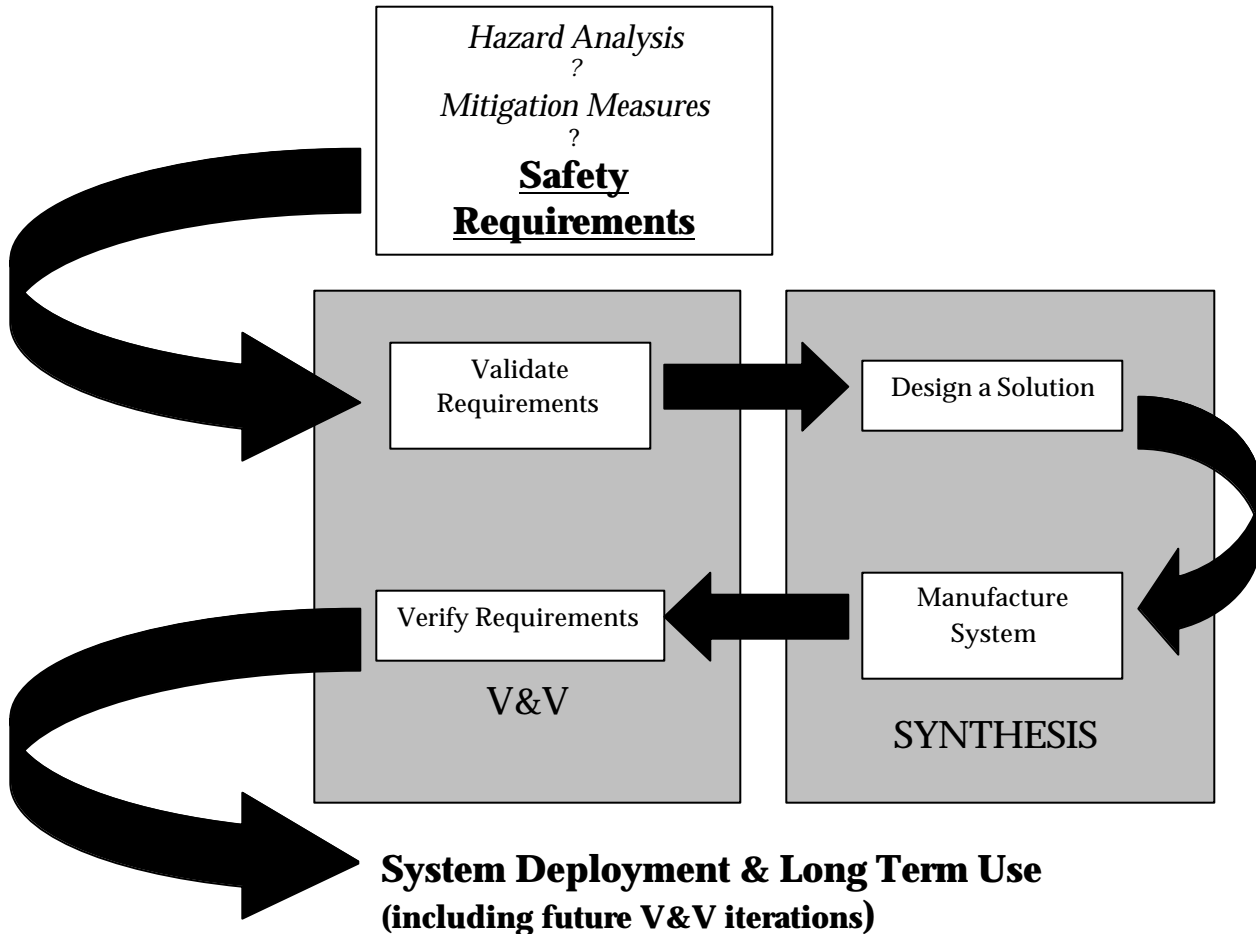 Hazard Analysis
?
Mitigation Measures
?
Safety
Requirements
Validate
Requirements
Design a Solution
Manufacture
System
Verify Requirements
V&V
SYNTHESIS
System Deployment & Long Term Use
(including future V&V iterations)